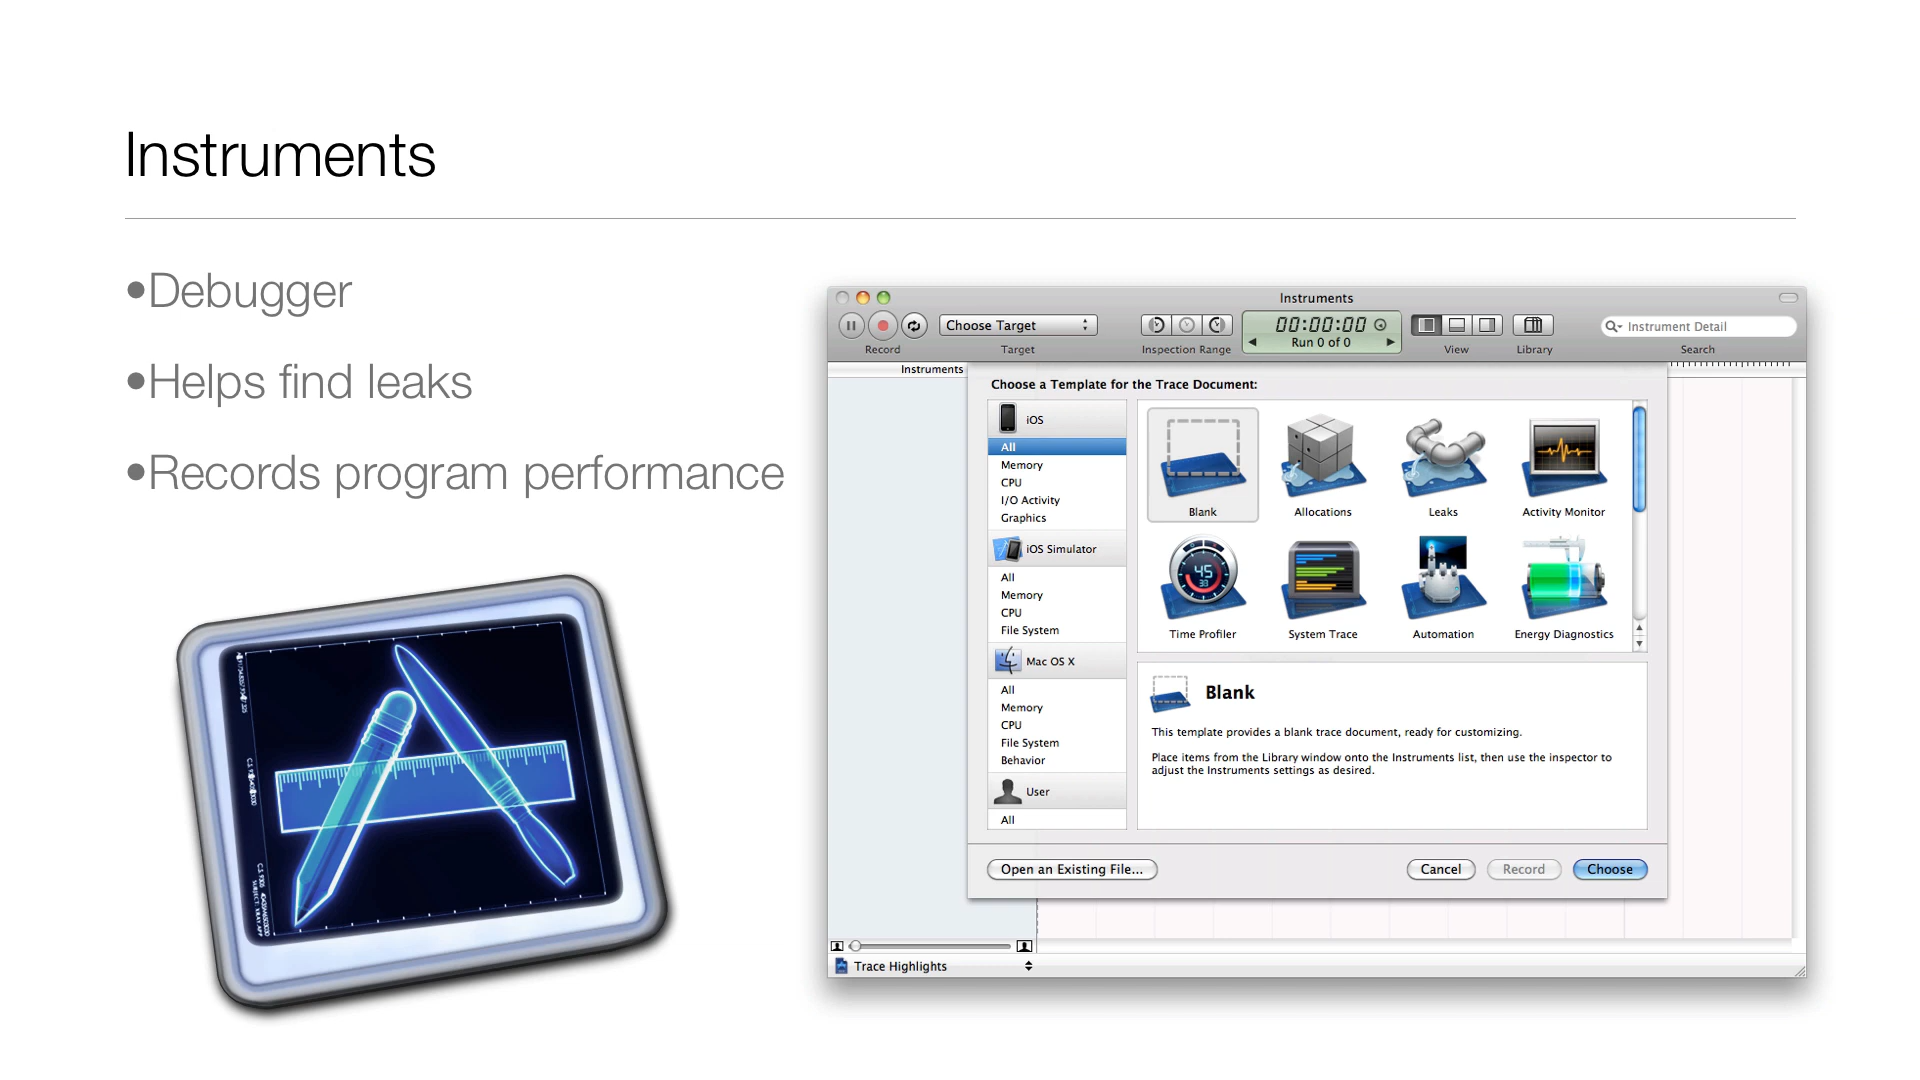 Instruments
•Debugger
•Helps find leaks
•Records program performance
Instruments
Choose Target
00:00:00
Run 0 of 0
Instrument Detail
Record
Target
Inspection Range
View
Library
Search
Instruments
Choose a Template for the Trace Document:
iOS
All
Memory
CPU
I/O Activity
Graphics
iOS Simulator
All
Memory
CPU
File System
Mac OS X
All
Memory
CPU
File System
Behavior
User
All
Blank
Allocations
Leaks
Activity Monitor
Time Profiler
System Trace
Automation
Energy Diagnostics
Blank
This template provides a blank trace document, ready for customizing.
Place items from the Library window onto the Instruments list, then use the inspector to
adjust the Instruments settings as desired.
Open an Existing File...
Cancel
Record
Choose
Trace Highlights